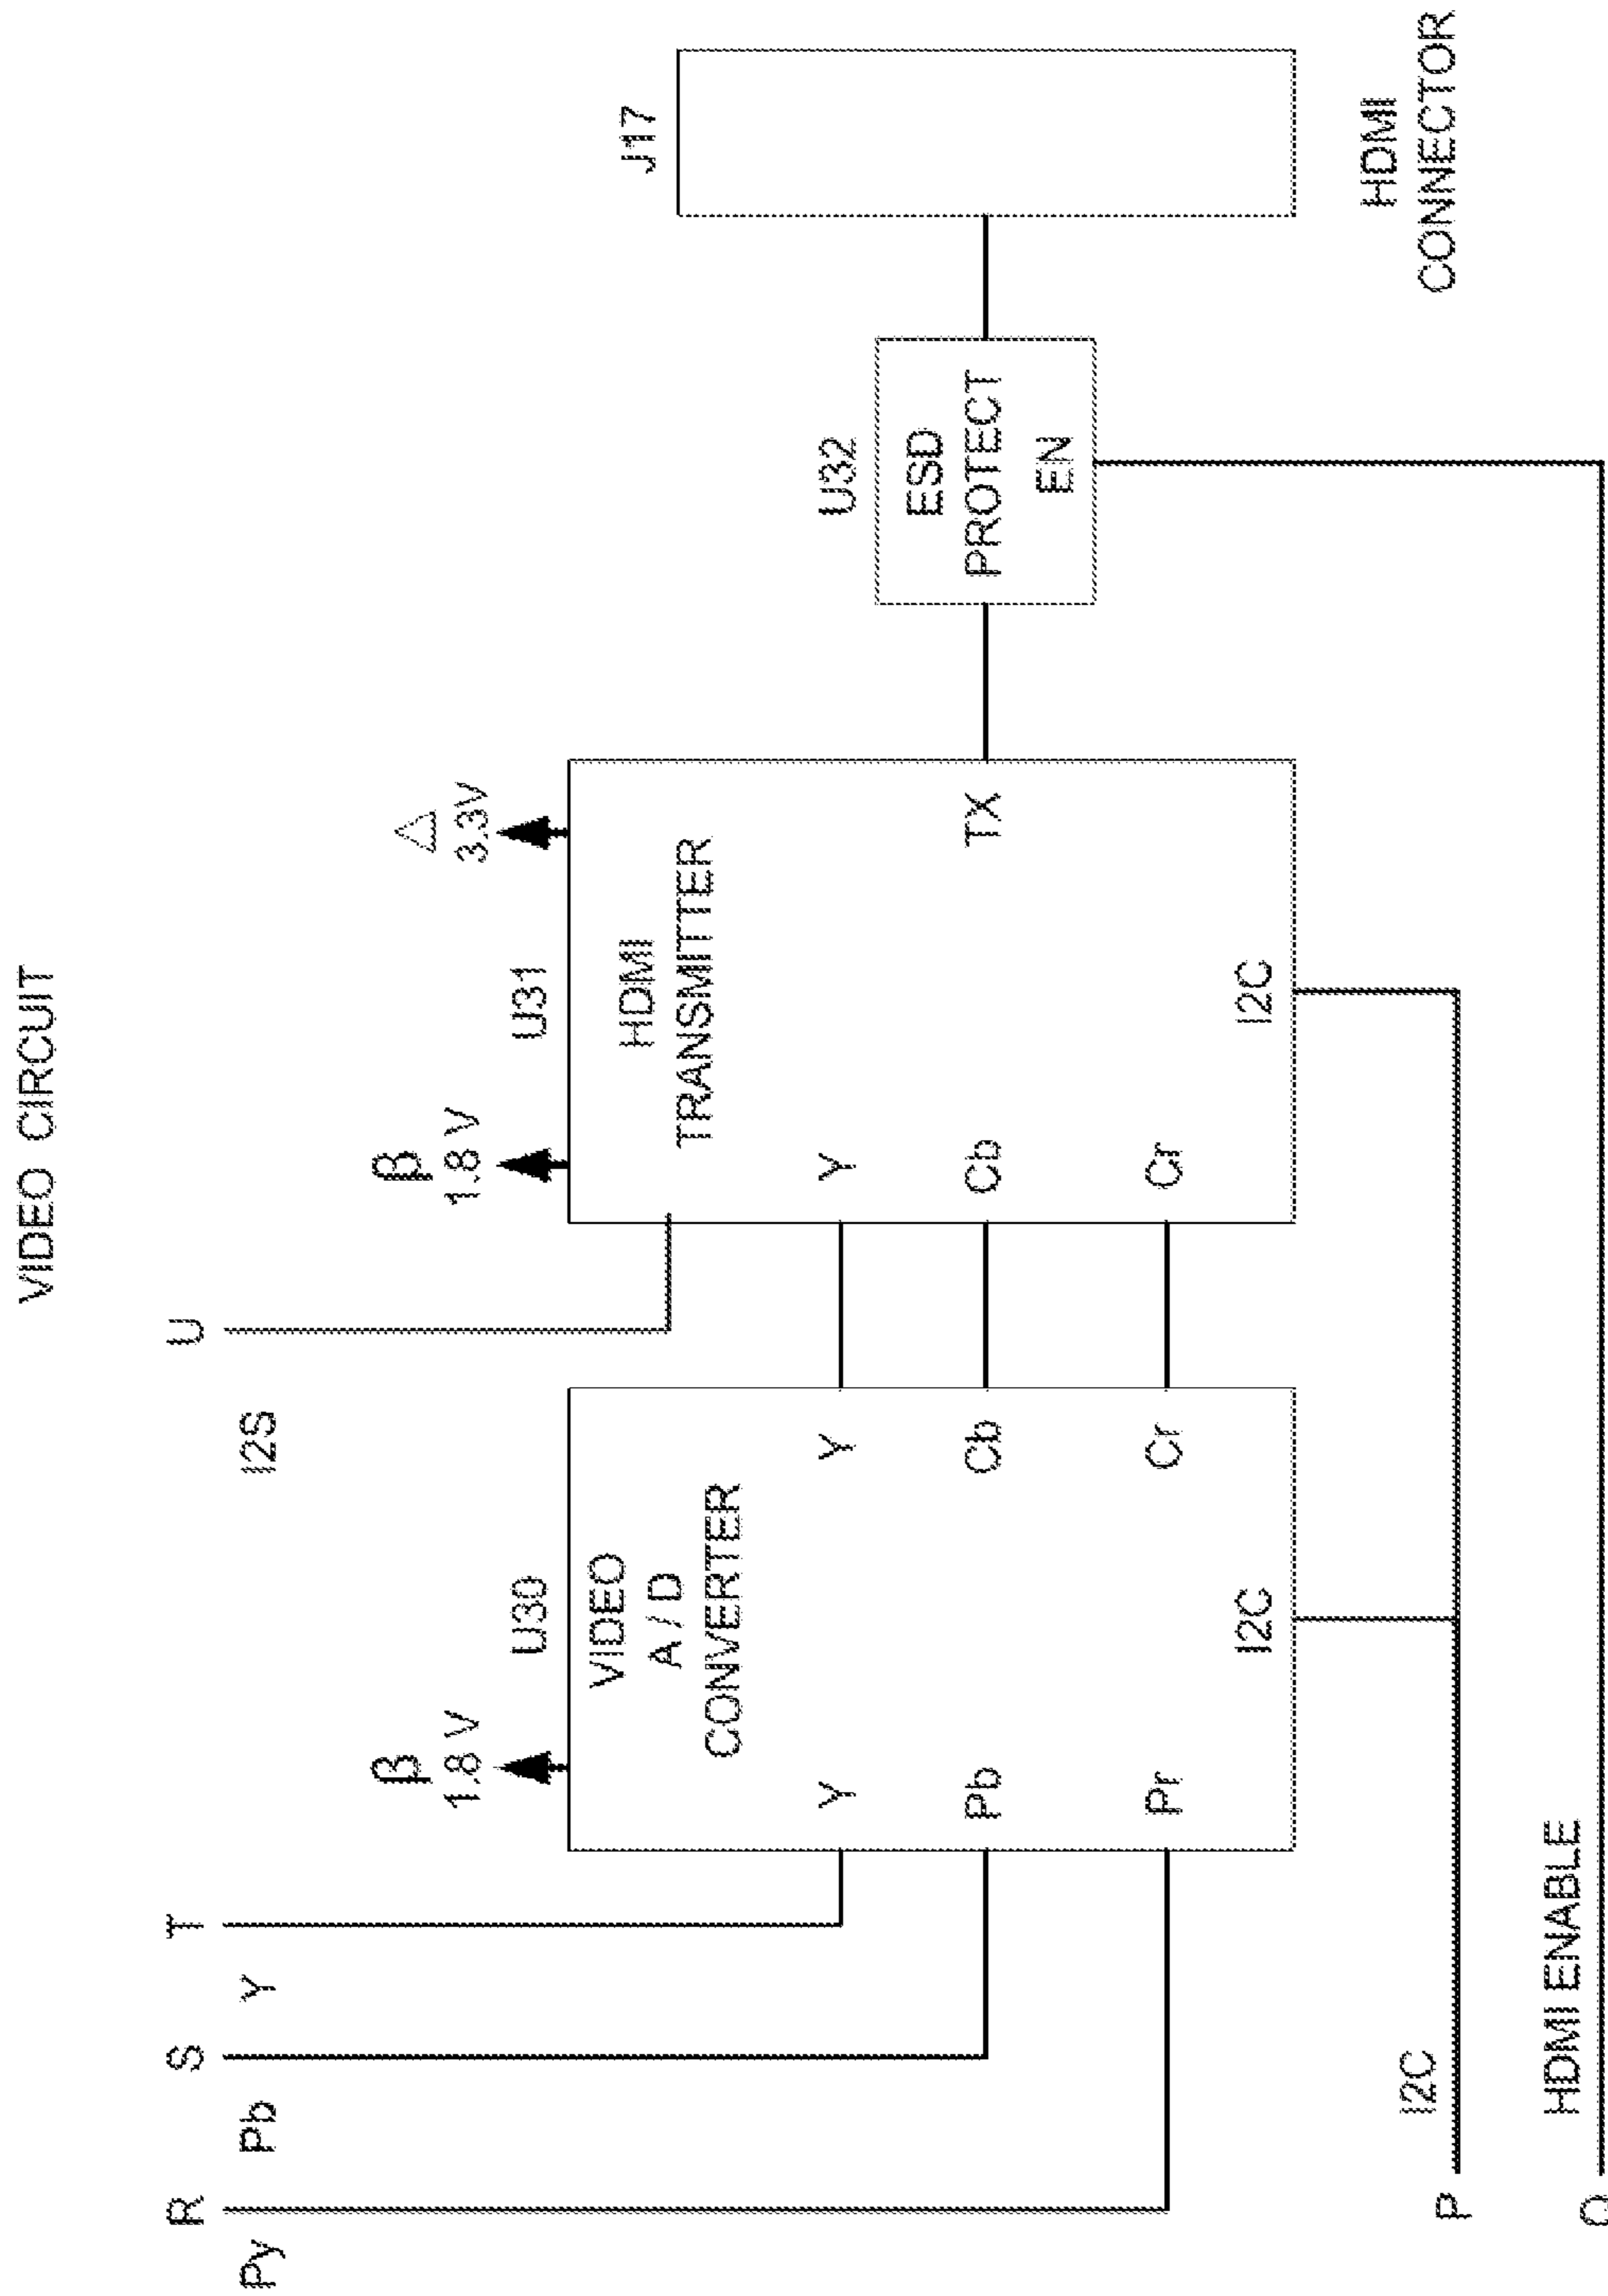 VIDEO CIRCUIT
R
S
T
U
Py
Pb
Y
I2S
β
1.8 V
β
1.8 V
△
3.3V
U30
U31
U32
J17
VIDEO
A / D
CONVERTER
Y
Pb
Pr
Y
Cb
Cr
I2C
HDMI
TRANSMITTER
Y
Cb
Cr
TX
I2C
ESD
PROTECT
EN
HDMI
CONNECTOR
I2C
P
HDMI ENABLE